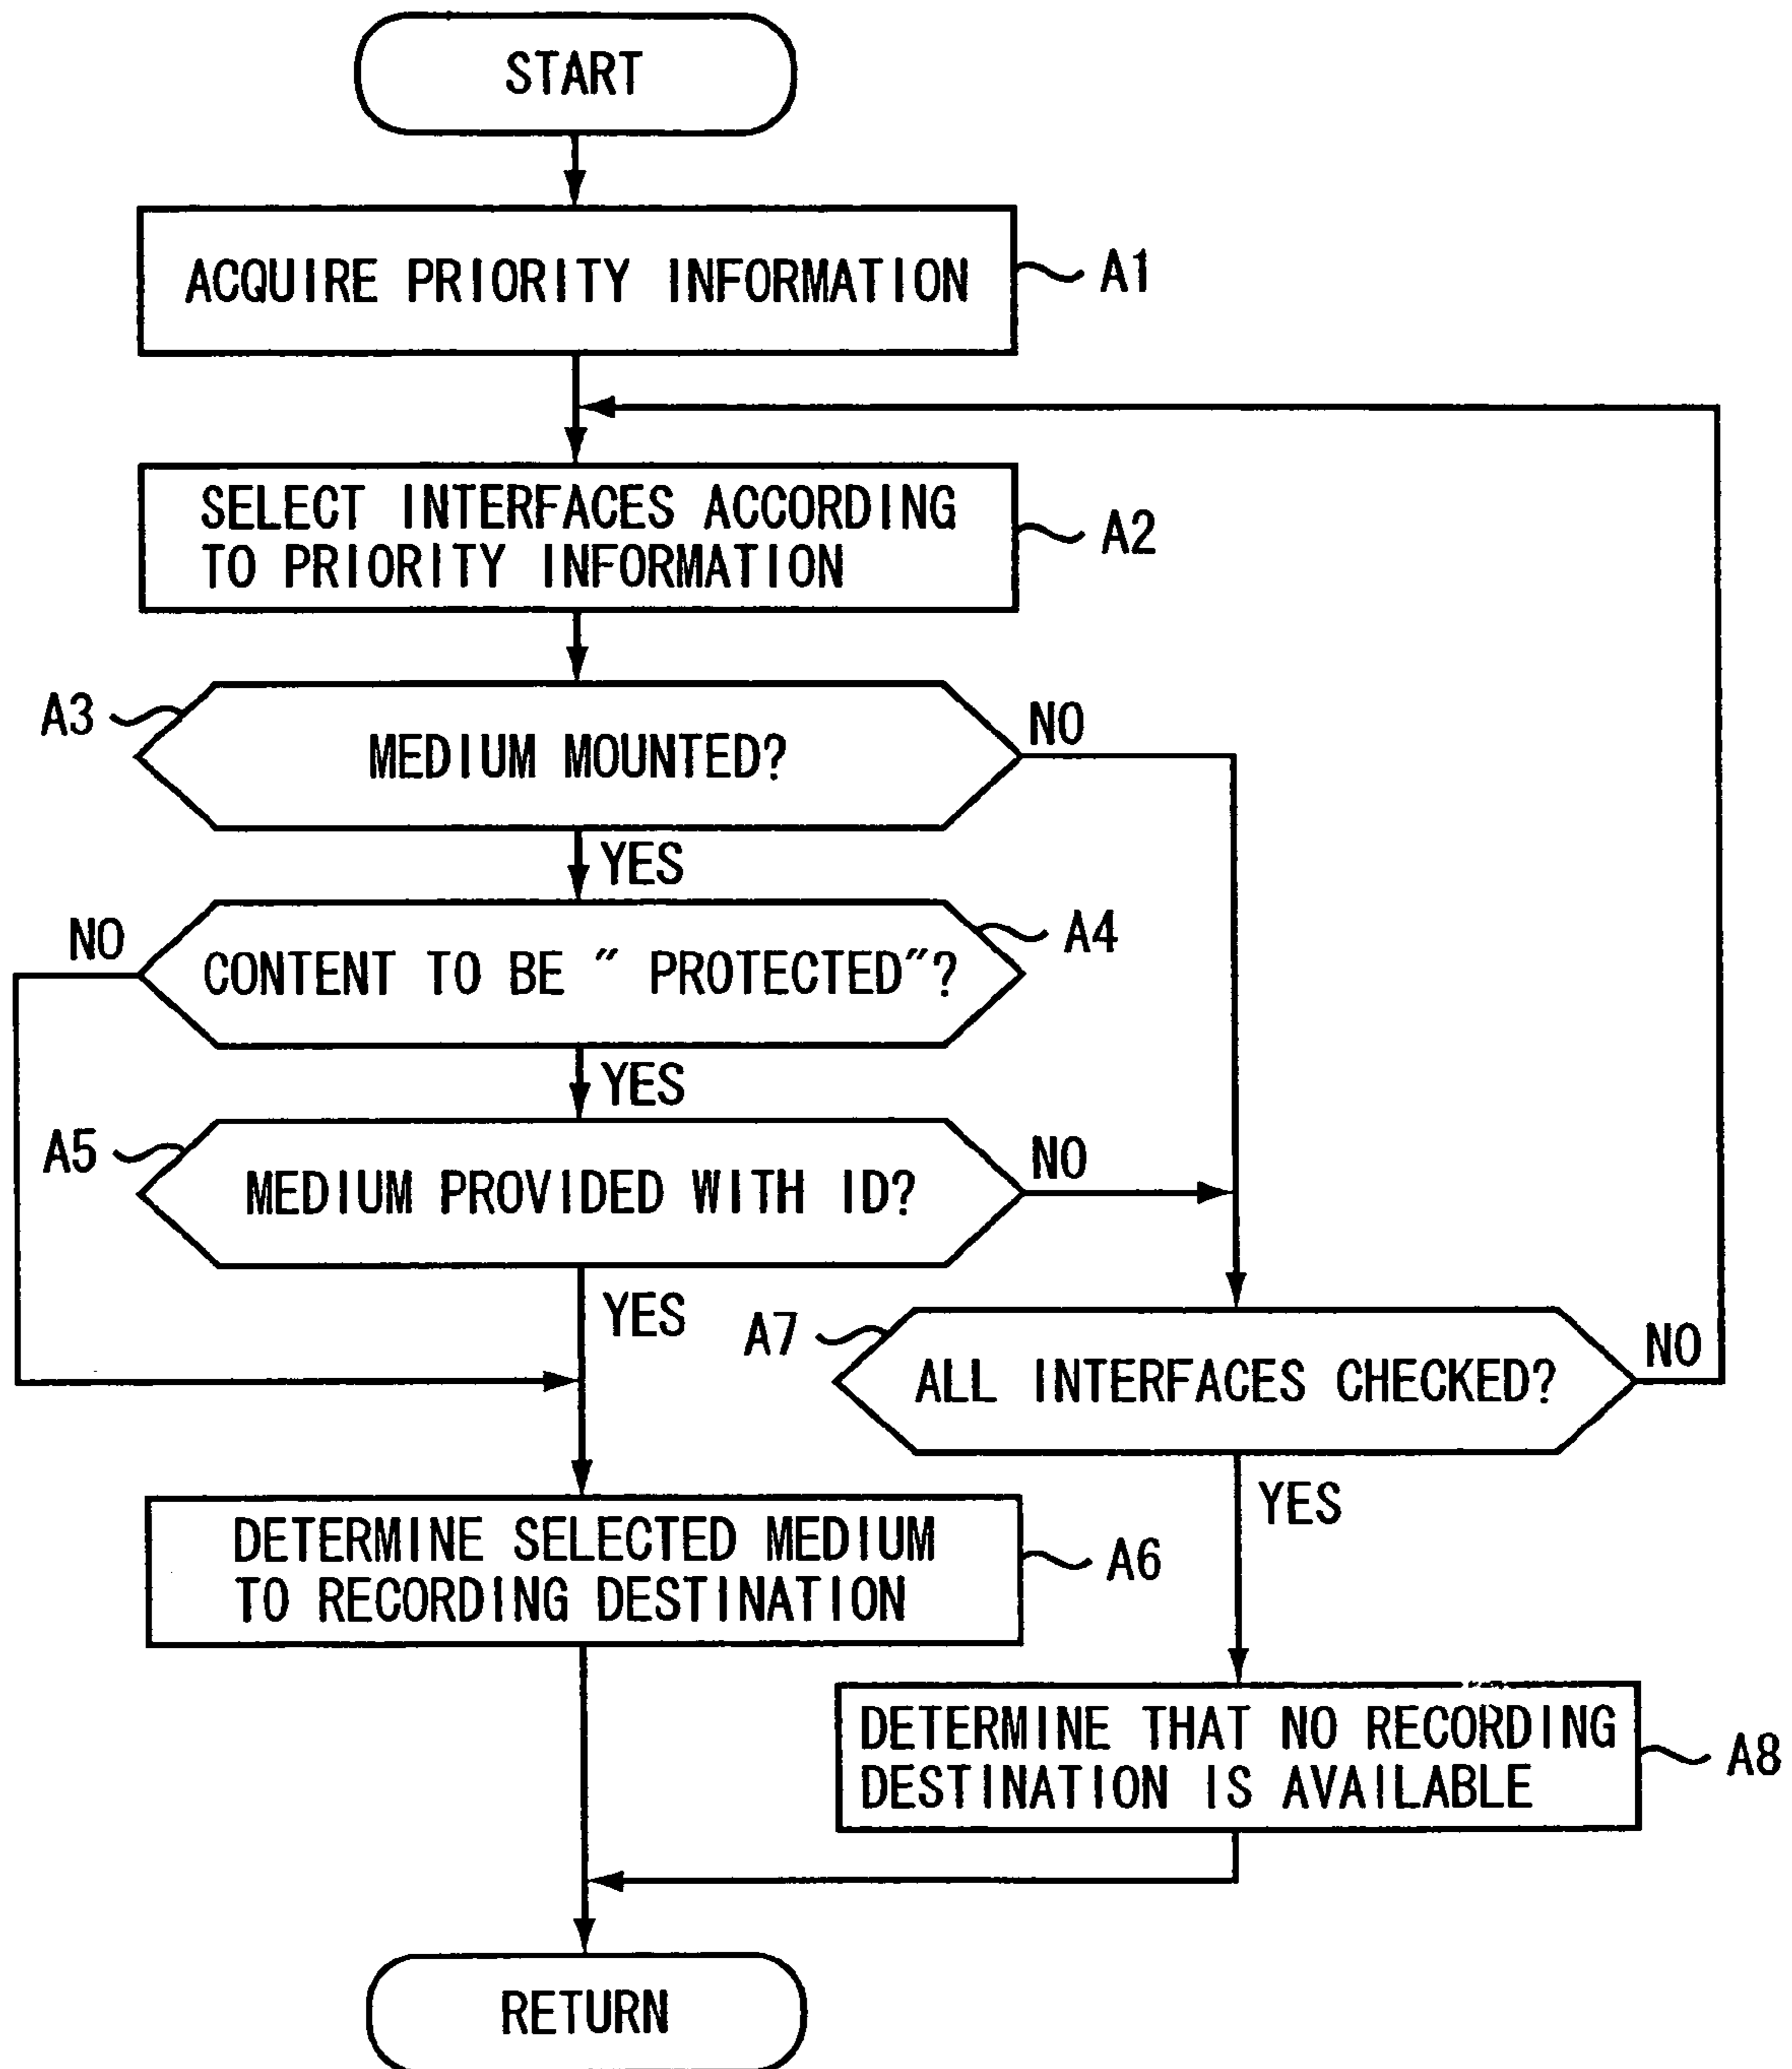 START
ACQUIRE PRIORITY INFORMATION
A1
SELECT INTERFACES ACCORDING
TO PRIORITY INFORMATION
A2
A3
MEDIUM MOUNTED?
NO
YES
NO
CONTENT TO BE " PROTECTED"?
A4
YES
A5
MEDIUM PROVIDED WITH ID?
NO
YES
A7
ALL INTERFACES CHECKED?
NO
DETERMINE SELECTED MEDIUM
TO RECORDING DESTINATION
A6
YES
DETERMINE THAT NO RECORDING
DESTINATION IS AVAILABLE
A8
RETURN